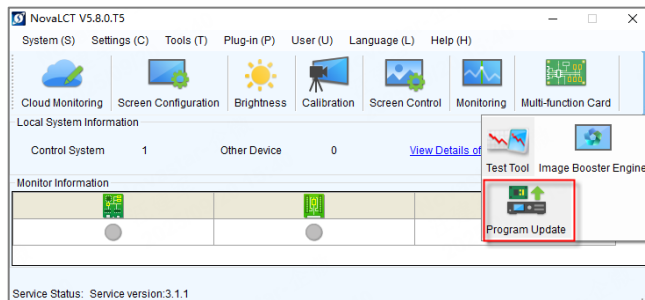 NovaLCT V5.8.0.T5
System (S) Settings (C) Tools (T) Plug-in (P) User (U) Language (L) Help (H)
Cloud Monitoring Screen Configuration Brightness Calibration Screen Control Monitoring Multi-function Card
Local System Information
Control System 1 Other Device 0 View Details of
Test Tool Image Booster Engine
Monitor Information
Program Update
Service Status: Service version:3.1.1